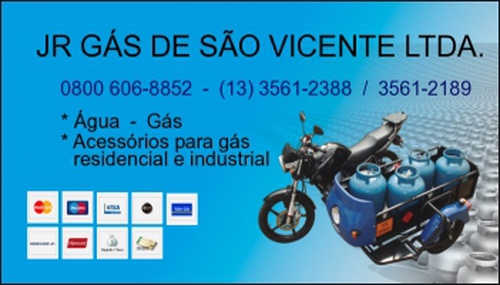 JR GÁS DE SÃO VICENTE LTDA.
0800 606-8852 - (13) 3561-2388 / 3561-2189
* Água - Gás
* Acessórios para gás
residencial e industrial
VISA